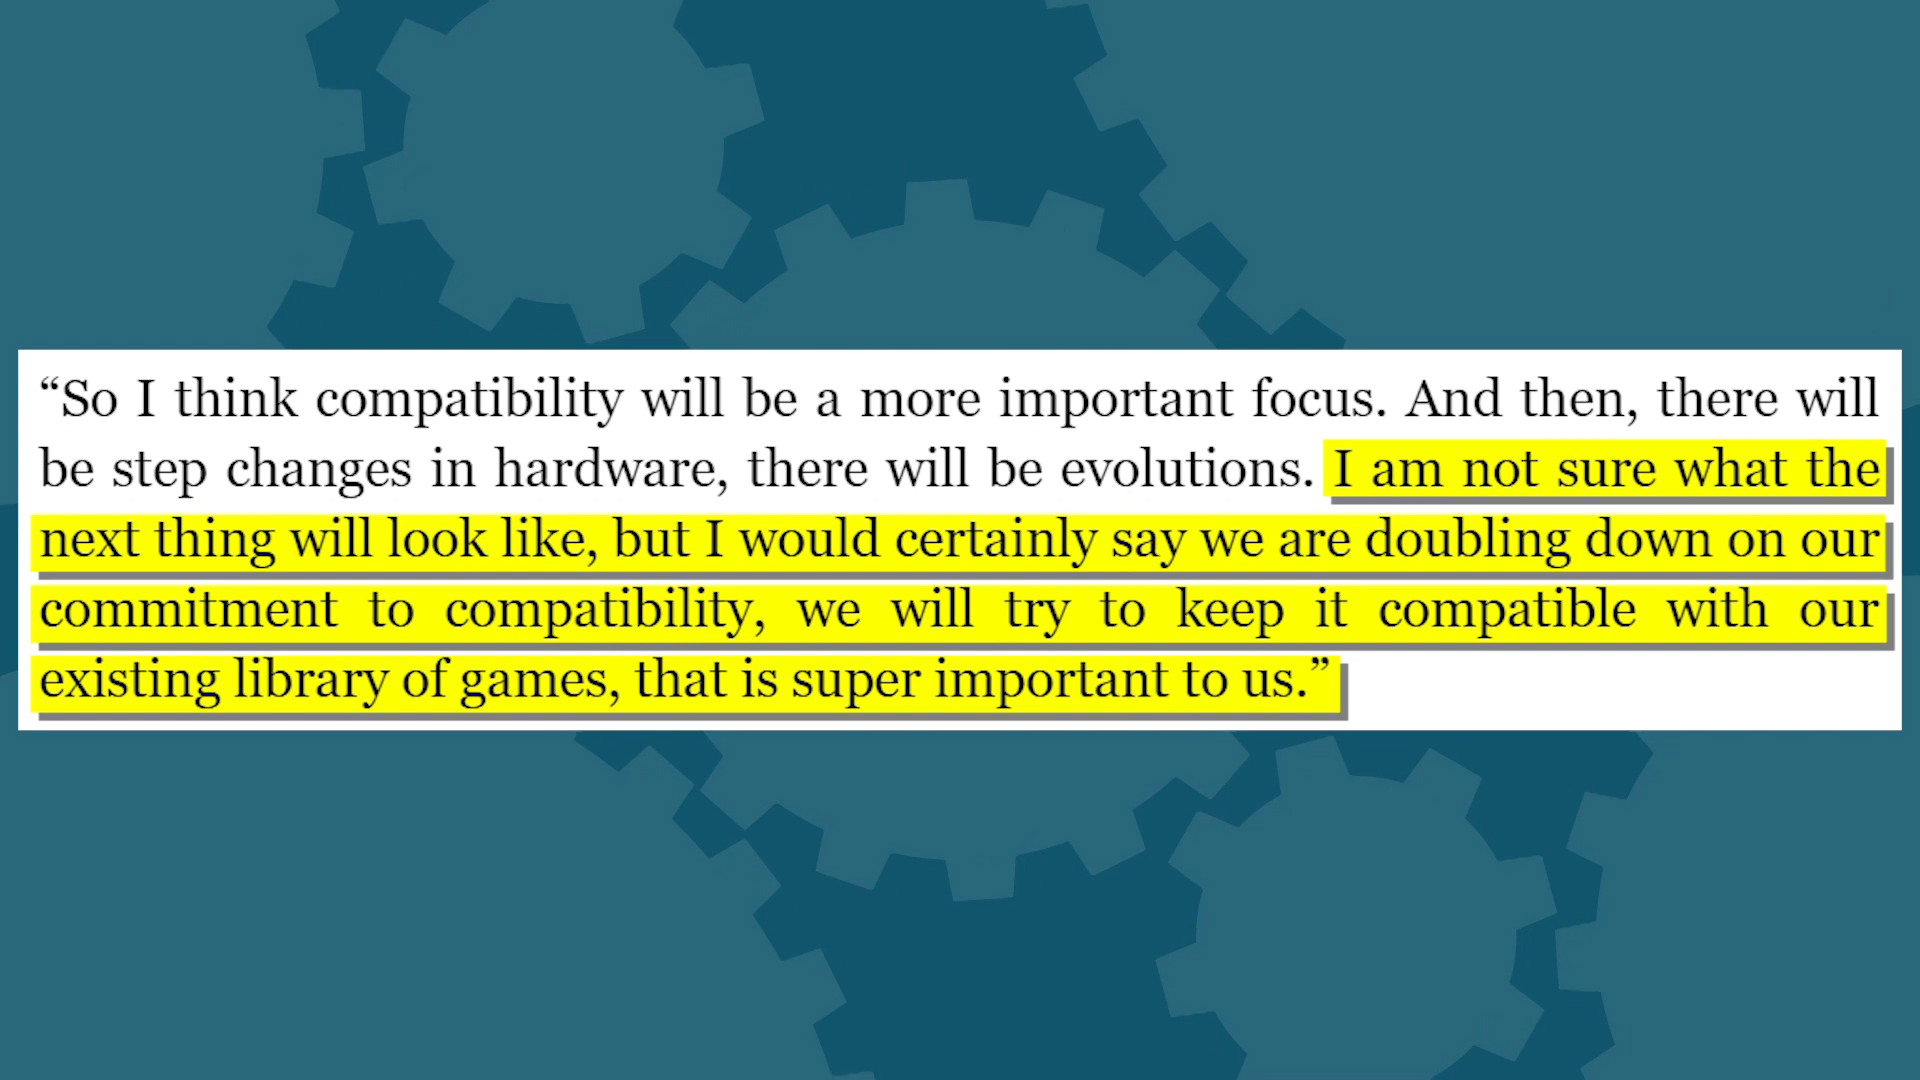 “So I think compatibility will be a more important focus. And then, there will
be step changes in hardware, there will be evolutions. I am not sure what the
next thing will look like, but I would certainly say we are doubling down on our
commitment to compatibility, we will try to keep it compatible with our
existing library of games, that is super important to us.”